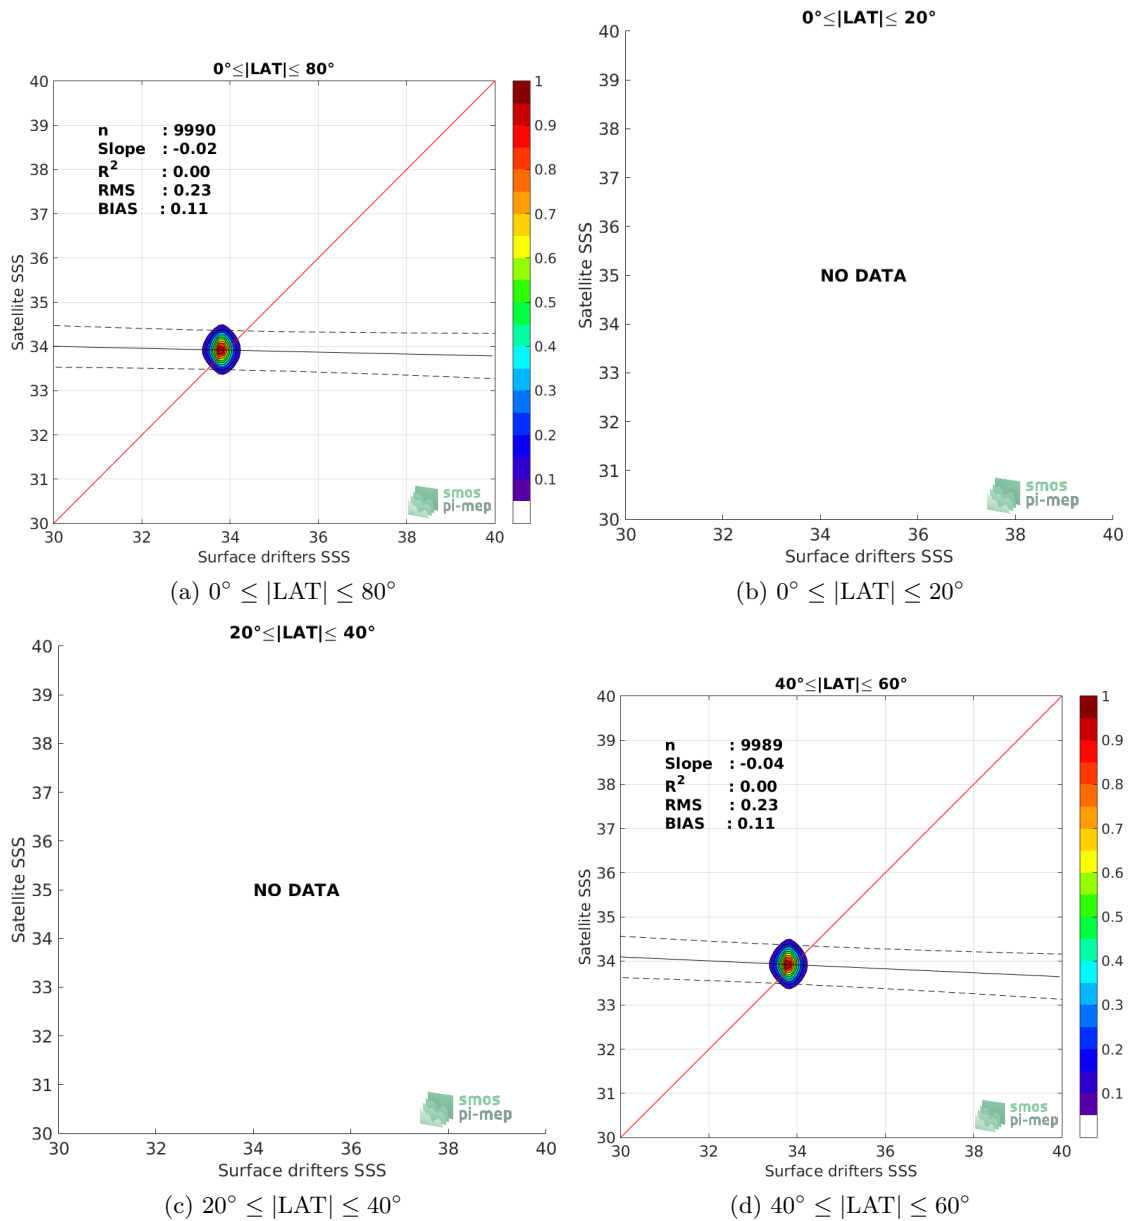 0°≤|LAT|≤ 80°
40
39
38
37
36
35
34
33
32
31
30
Satellite SSS
n : 9990
Slope : -0.02
R2 : 0.00
RMS : 0.23
BIAS : 0.11
smos
pi-mep
30 32 34 36 38 40
Surface drifters SSS
1
0.9
0.8
0.7
0.6
0.5
0.4
0.3
0.2
0.1
(a) 0° ≤ |LAT| ≤ 80°
0°≤|LAT|≤ 20°
40
39
38
37
36
35
34
33
32
31
30
Satellite SSS
NO DATA
smos
pi-mep
30 32 34 36 38 40
Surface drifters SSS
(b) 0° ≤ |LAT| ≤ 20°
20°≤|LAT|≤ 40°
40
39
38
37
36
35
34
33
32
31
30
Satellite SSS
NO DATA
smos
pi-mep
30 32 34 36 38 40
Surface drifters SSS
(c) 20° ≤ |LAT| ≤ 40°
40°≤|LAT|≤ 60°
40
39
38
37
36
35
34
33
32
31
30
Satellite SSS
n : 9989
Slope : -0.04
R2 : 0.00
RMS : 0.23
BIAS : 0.11
smos
pi-mep
30 32 34 36 38 40
Surface drifters SSS
1
0.9
0.8
0.7
0.6
0.5
0.4
0.3
0.2
0.1
(d) 40° ≤ |LAT| ≤ 60°